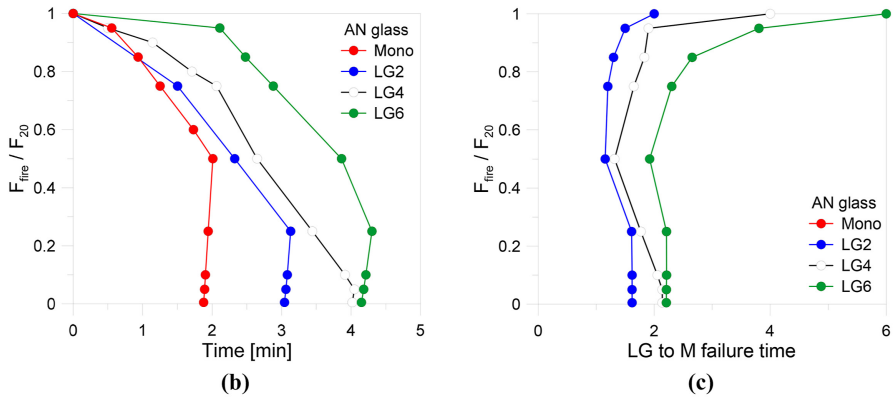 1
0.8
0.6
0.4
0.2
0
F_fire / F_20
0 1 2 3 4 5
Time [min]
AN glass
Mono
LG2
LG4
LG6
(b)
1
0.8
0.6
0.4
0.2
0
F_fire / F_20
0 2 4 6
LG to M failure time
AN glass
Mono
LG2
LG4
LG6
(c)